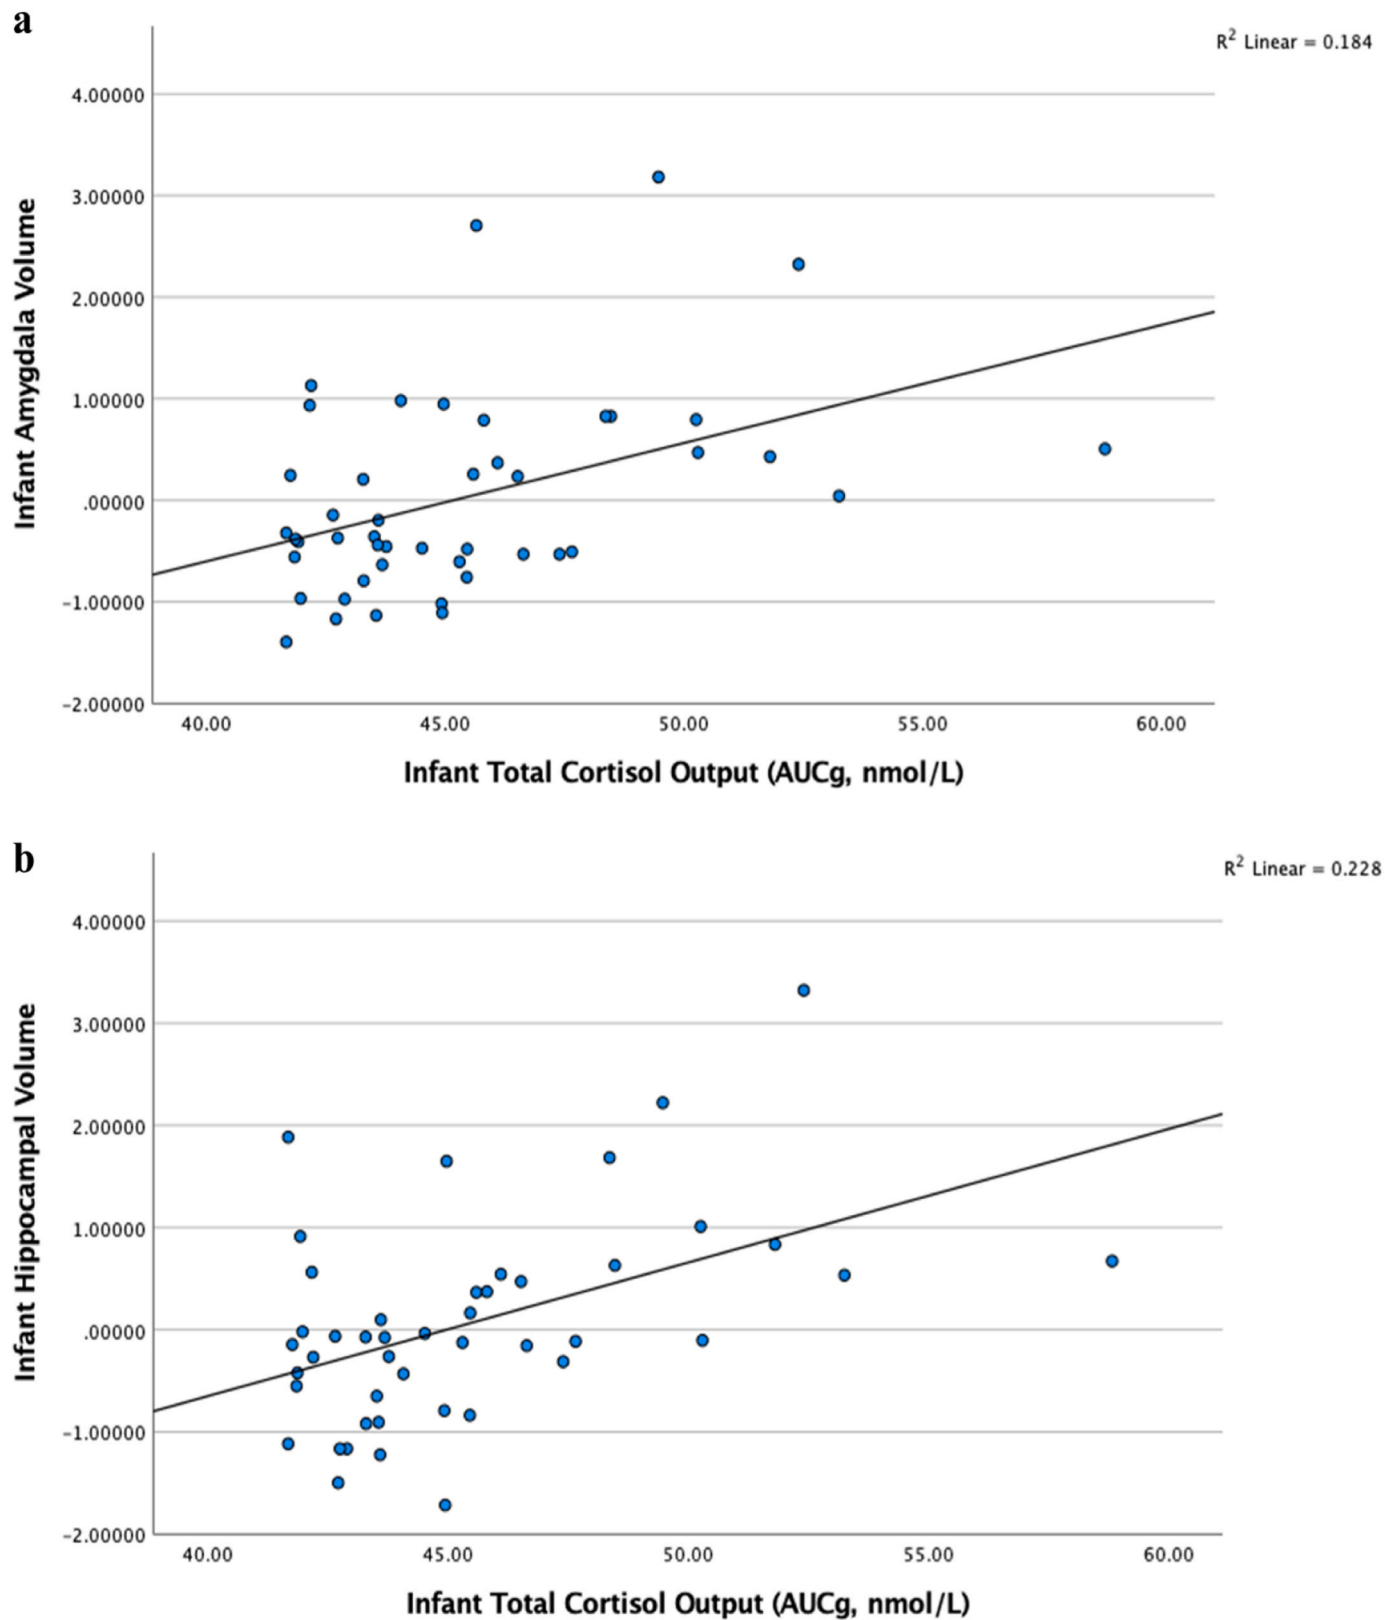 a
R² Linear = 0.184
4.00000
3.00000
2.00000
1.00000
.00000
-1.00000
-2.00000
Infant Amygdala Volume
40.00 45.00 50.00 55.00 60.00
Infant Total Cortisol Output (AUCg, nmol/L)
b
R² Linear = 0.228
4.00000
3.00000
2.00000
1.00000
.00000
-1.00000
-2.00000
Infant Hippocampal Volume
40.00 45.00 50.00 55.00 60.00
Infant Total Cortisol Output (AUCg, nmol/L)